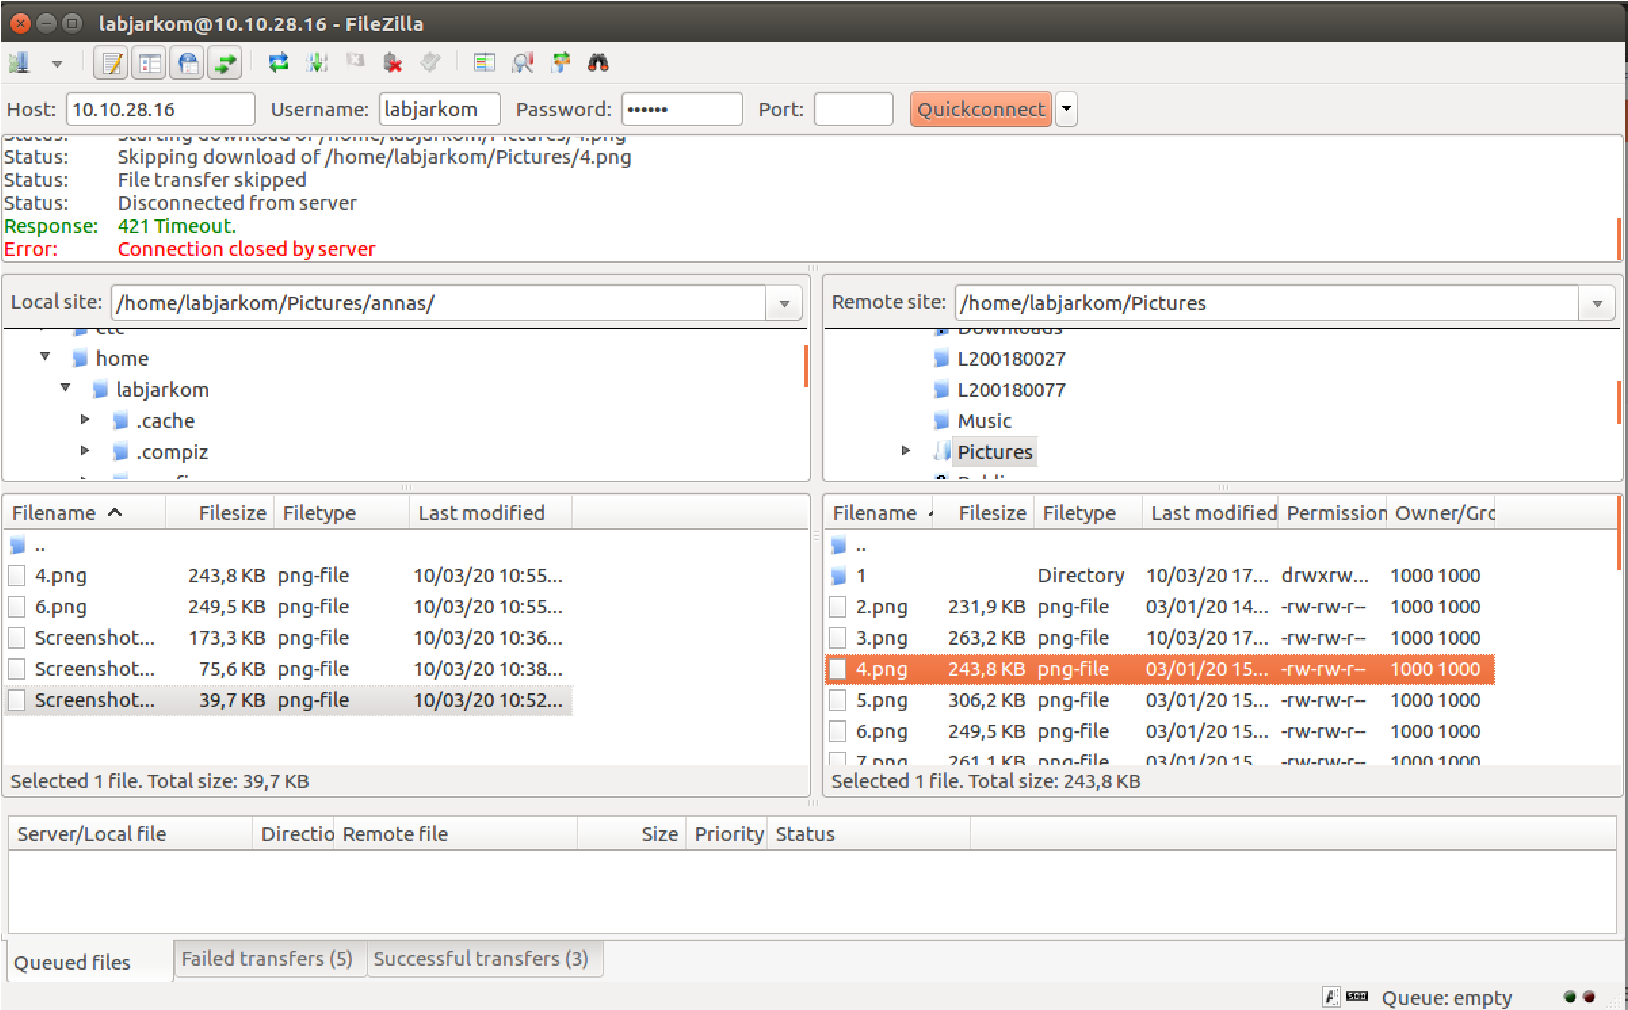 labjarkom@10.10.28.16 - FileZilla
Host: 10.10.28.16 Username: labjarkom Password: •••••• Port: Quickconnect
Status: Starting download of /home/labjarkom/Pictures/4.png
Status: Skipping download of /home/labjarkom/Pictures/4.png
Status: File transfer skipped
Status: Disconnected from server
Response: 421 Timeout.
Error: Connection closed by server
Local site: /home/labjarkom/Pictures/annas/
etc
home
labjarkom
.cache
.compiz
Remote site: /home/labjarkom/Pictures
Downloads
L200180027
L200180077
Music
Pictures
Filename Filesize Filetype Last modified
..
4.png 243,8 KB png-file 10/03/20 10:55...
6.png 249,5 KB png-file 10/03/20 10:55...
Screenshot... 173,3 KB png-file 10/03/20 10:36...
Screenshot... 75,6 KB png-file 10/03/20 10:38...
Screenshot... 39,7 KB png-file 10/03/20 10:52...
Selected 1 file. Total size: 39,7 KB
Filename Filesize Filetype Last modified Permission Owner/Gro
..
1 Directory 10/03/20 17... drwxrw... 1000 1000
2.png 231,9 KB png-file 03/01/20 14... -rw-rw-r-- 1000 1000
3.png 263,2 KB png-file 10/03/20 17... -rw-rw-r-- 1000 1000
4.png 243,8 KB png-file 03/01/20 15... -rw-rw-r-- 1000 1000
5.png 306,2 KB png-file 03/01/20 15... -rw-rw-r-- 1000 1000
6.png 249,5 KB png-file 03/01/20 15... -rw-rw-r-- 1000 1000
7.png 261,1 KB png-file 03/01/20 15... -rw-rw-r-- 1000 1000
Selected 1 file. Total size: 243,8 KB
Server/Local file Directio Remote file Size Priority Status
Queued files Failed transfers (5) Successful transfers (3)
Queue: empty